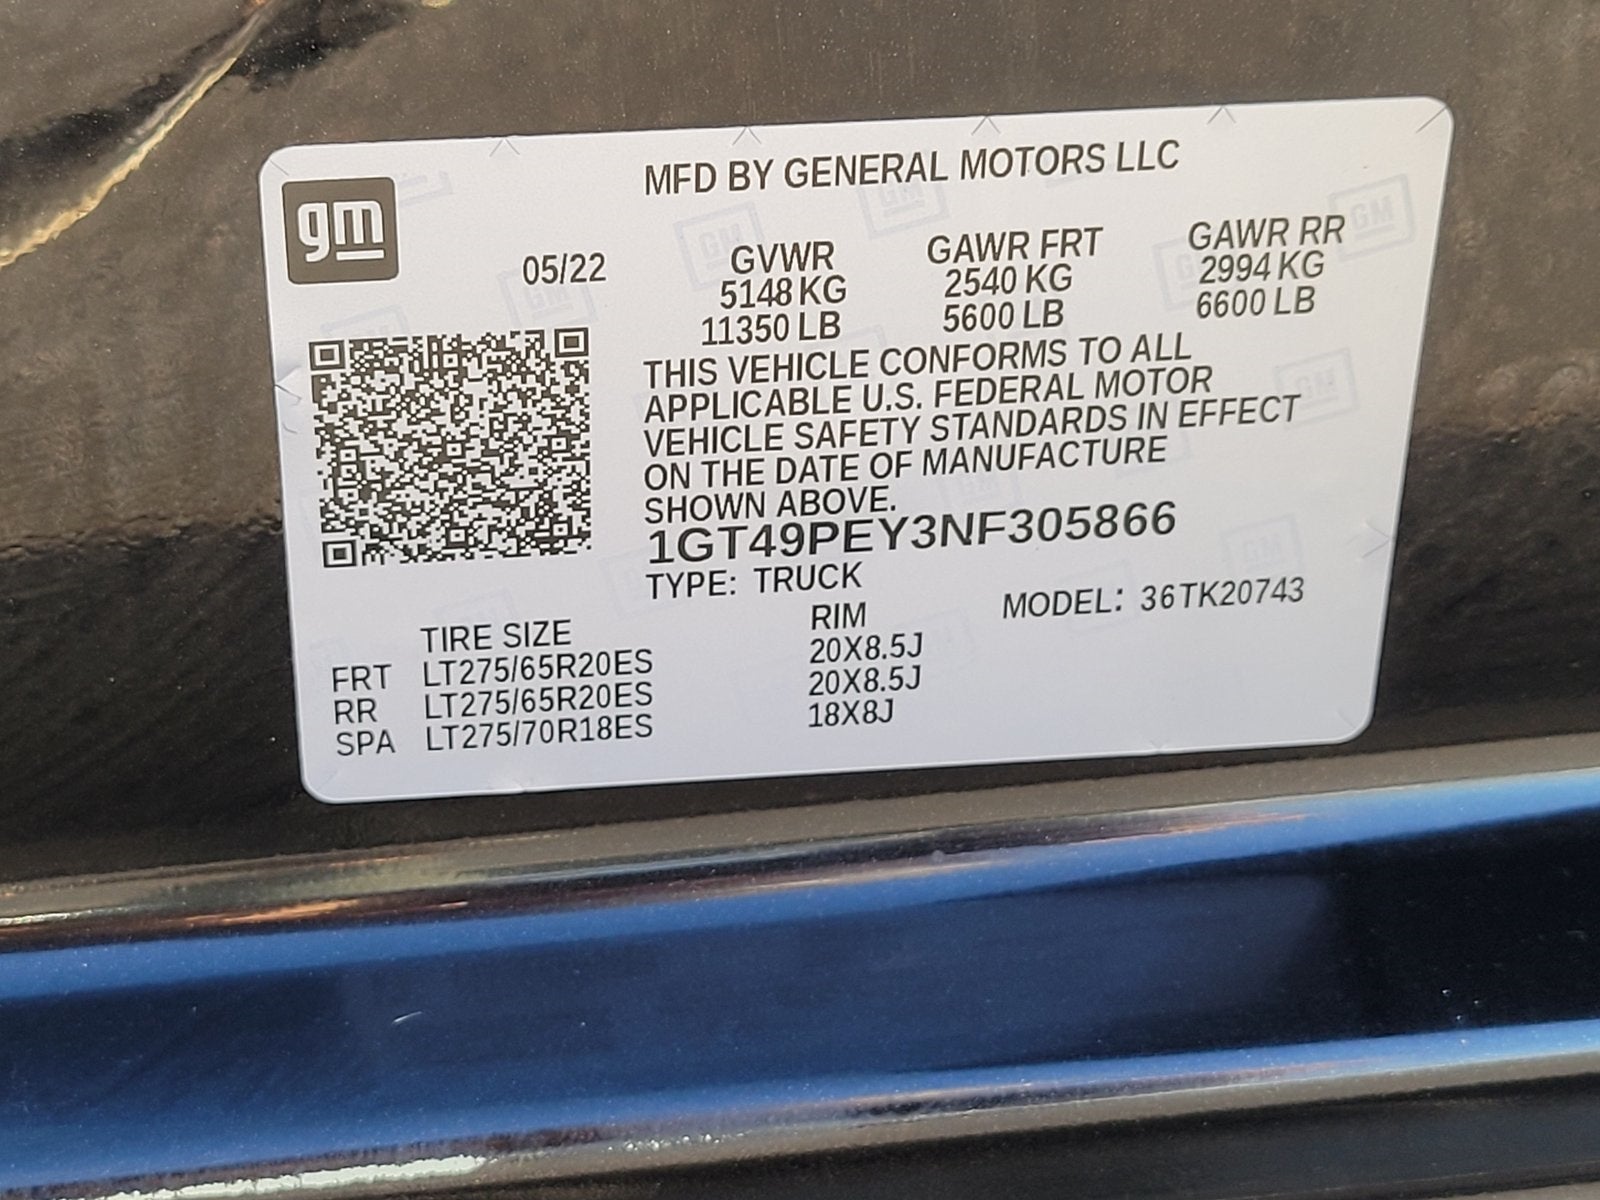 gm
MFD BY GENERAL MOTORS LLC
05/22
GVWR GAWR FRT GAWR RR
5148 KG 2540 KG 2994 KG
11350 LB 5600 LB 6600 LB
THIS VEHICLE CONFORMS TO ALL
APPLICABLE U.S. FEDERAL MOTOR
VEHICLE SAFETY STANDARDS IN EFFECT
ON THE DATE OF MANUFACTURE
SHOWN ABOVE.
1GT49PEY3NF305866
TYPE: TRUCK
MODEL: 36TK20743
TIRE SIZE RIM
FRT LT275/65R20ES 20X8.5J
RR LT275/65R20ES 20X8.5J
SPA LT275/70R18ES 18X8J